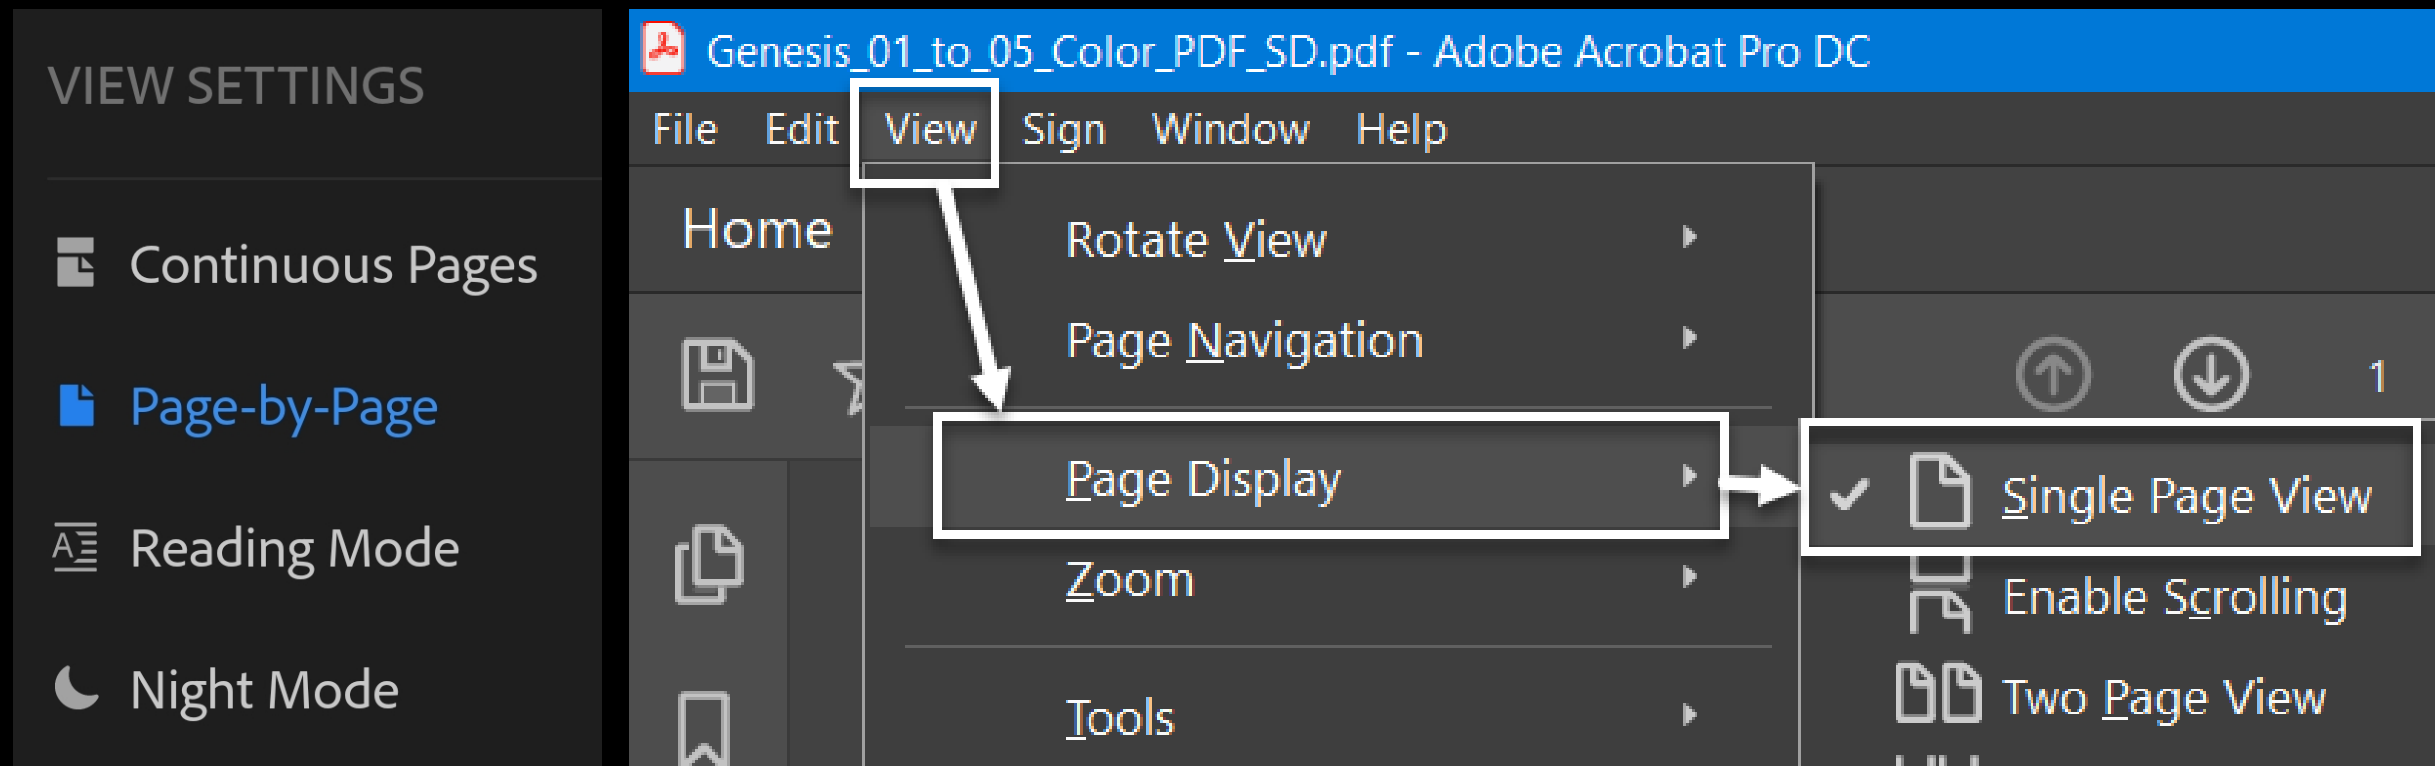 VIEW SETTINGS
Continuous Pages
Page-by-Page
Reading Mode
Night Mode
Genesis_01_to_05_Color_PDF_SD.pdf - Adobe Acrobat Pro DC
File Edit View Sign Window Help
Home
Rotate View
Page Navigation
1
Page Display
Single Page View
Zoom
Enable Scrolling
Two Page View
Tools